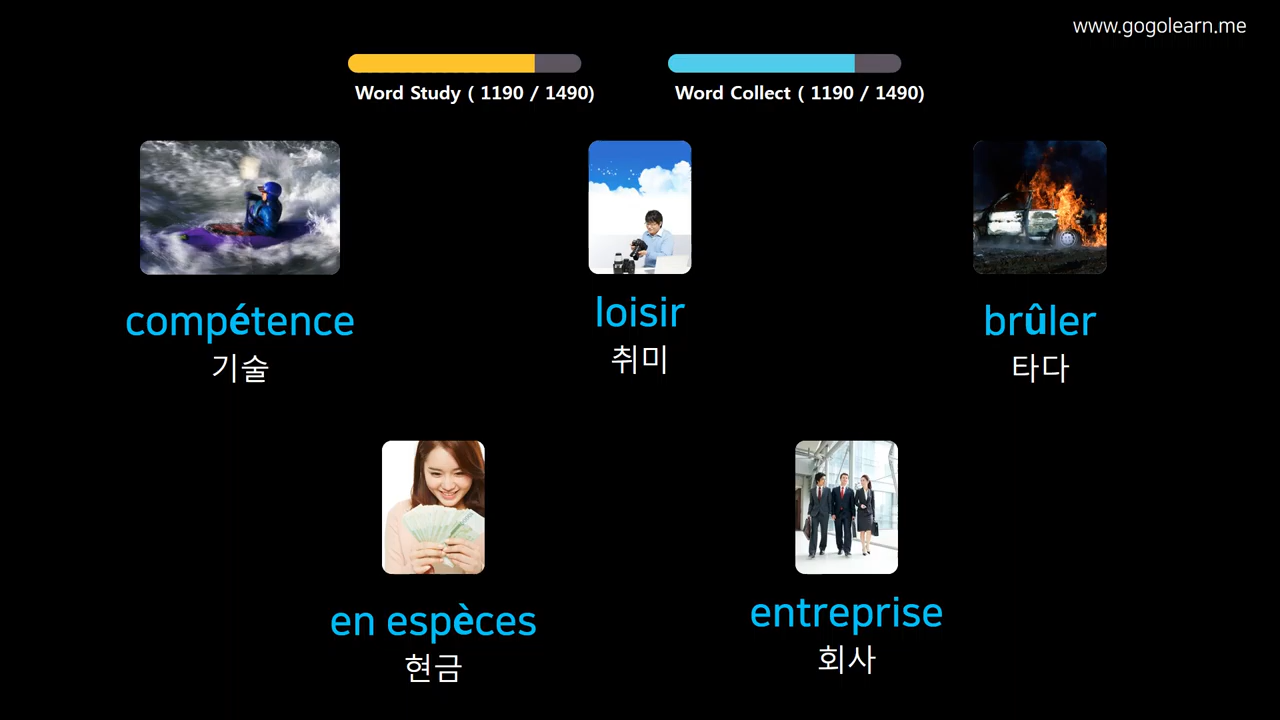 www.gogolearn.me
Word Study ( 1190 / 1490)
Word Collect ( 1190 / 1490)
compétence
기술
loisir
취미
brûler
타다
en espèces
현금
entreprise
회사